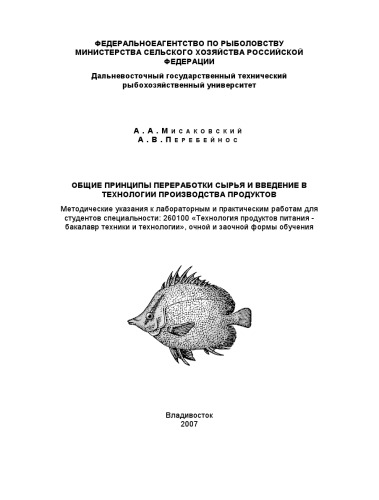 ФЕДЕРАЛЬНОЕАГЕНТСТВО ПО РЫБОЛОВСТВУ
МИНИСТЕРСТВА СЕЛЬСКОГО ХОЗЯЙСТВА РОССИЙСКОЙ
ФЕДЕРАЦИИ
Дальневосточный государственный технический
рыбохозяйственный университет
А.А.Мисаковский
А.В.Перебейнос
ОБЩИЕ ПРИНЦИПЫ ПЕРЕРАБОТКИ СЫРЬЯ И ВВЕДЕНИЕ В
ТЕХНОЛОГИИ ПРОИЗВОДСТВА ПРОДУКТОВ
Методические указания к лабораторным и практическим работам для
студентов специальности: 260100 «Технология продуктов питания -
бакалавр техники и технологии», очной и заочной формы обучения
Владивосток
2007